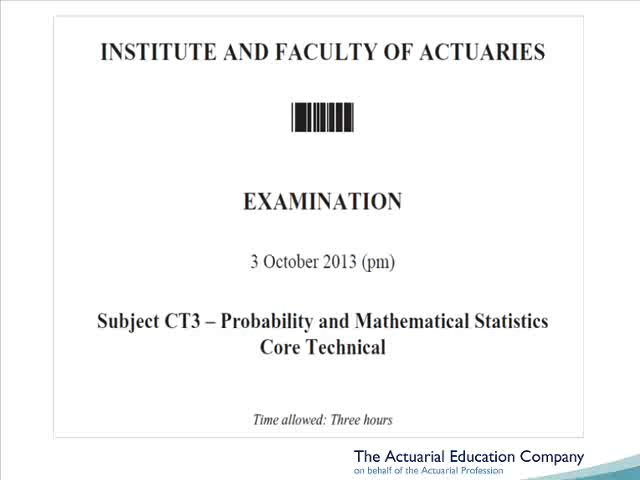 INSTITUTE AND FACULTY OF ACTUARIES
EXAMINATION
3 October 2013 (pm)
Subject CT3 – Probability and Mathematical Statistics
Core Technical
Time allowed: Three hours
The Actuarial Education Company
on behalf of the Actuarial Profession